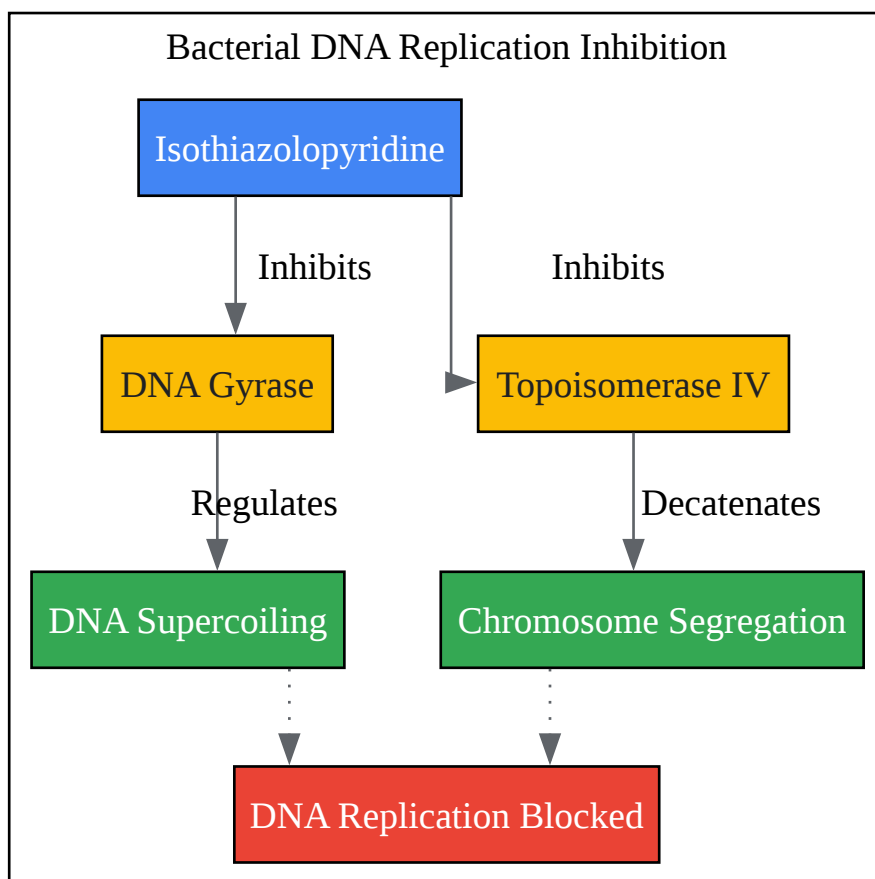 Bacterial DNA Replication Inhibition
Isothiazolopyridine
Inhibits
Inhibits
DNA Gyrase
Topoisomerase IV
Regulates
Decatenates
DNA Supercoiling
Chromosome Segregation
DNA Replication Blocked